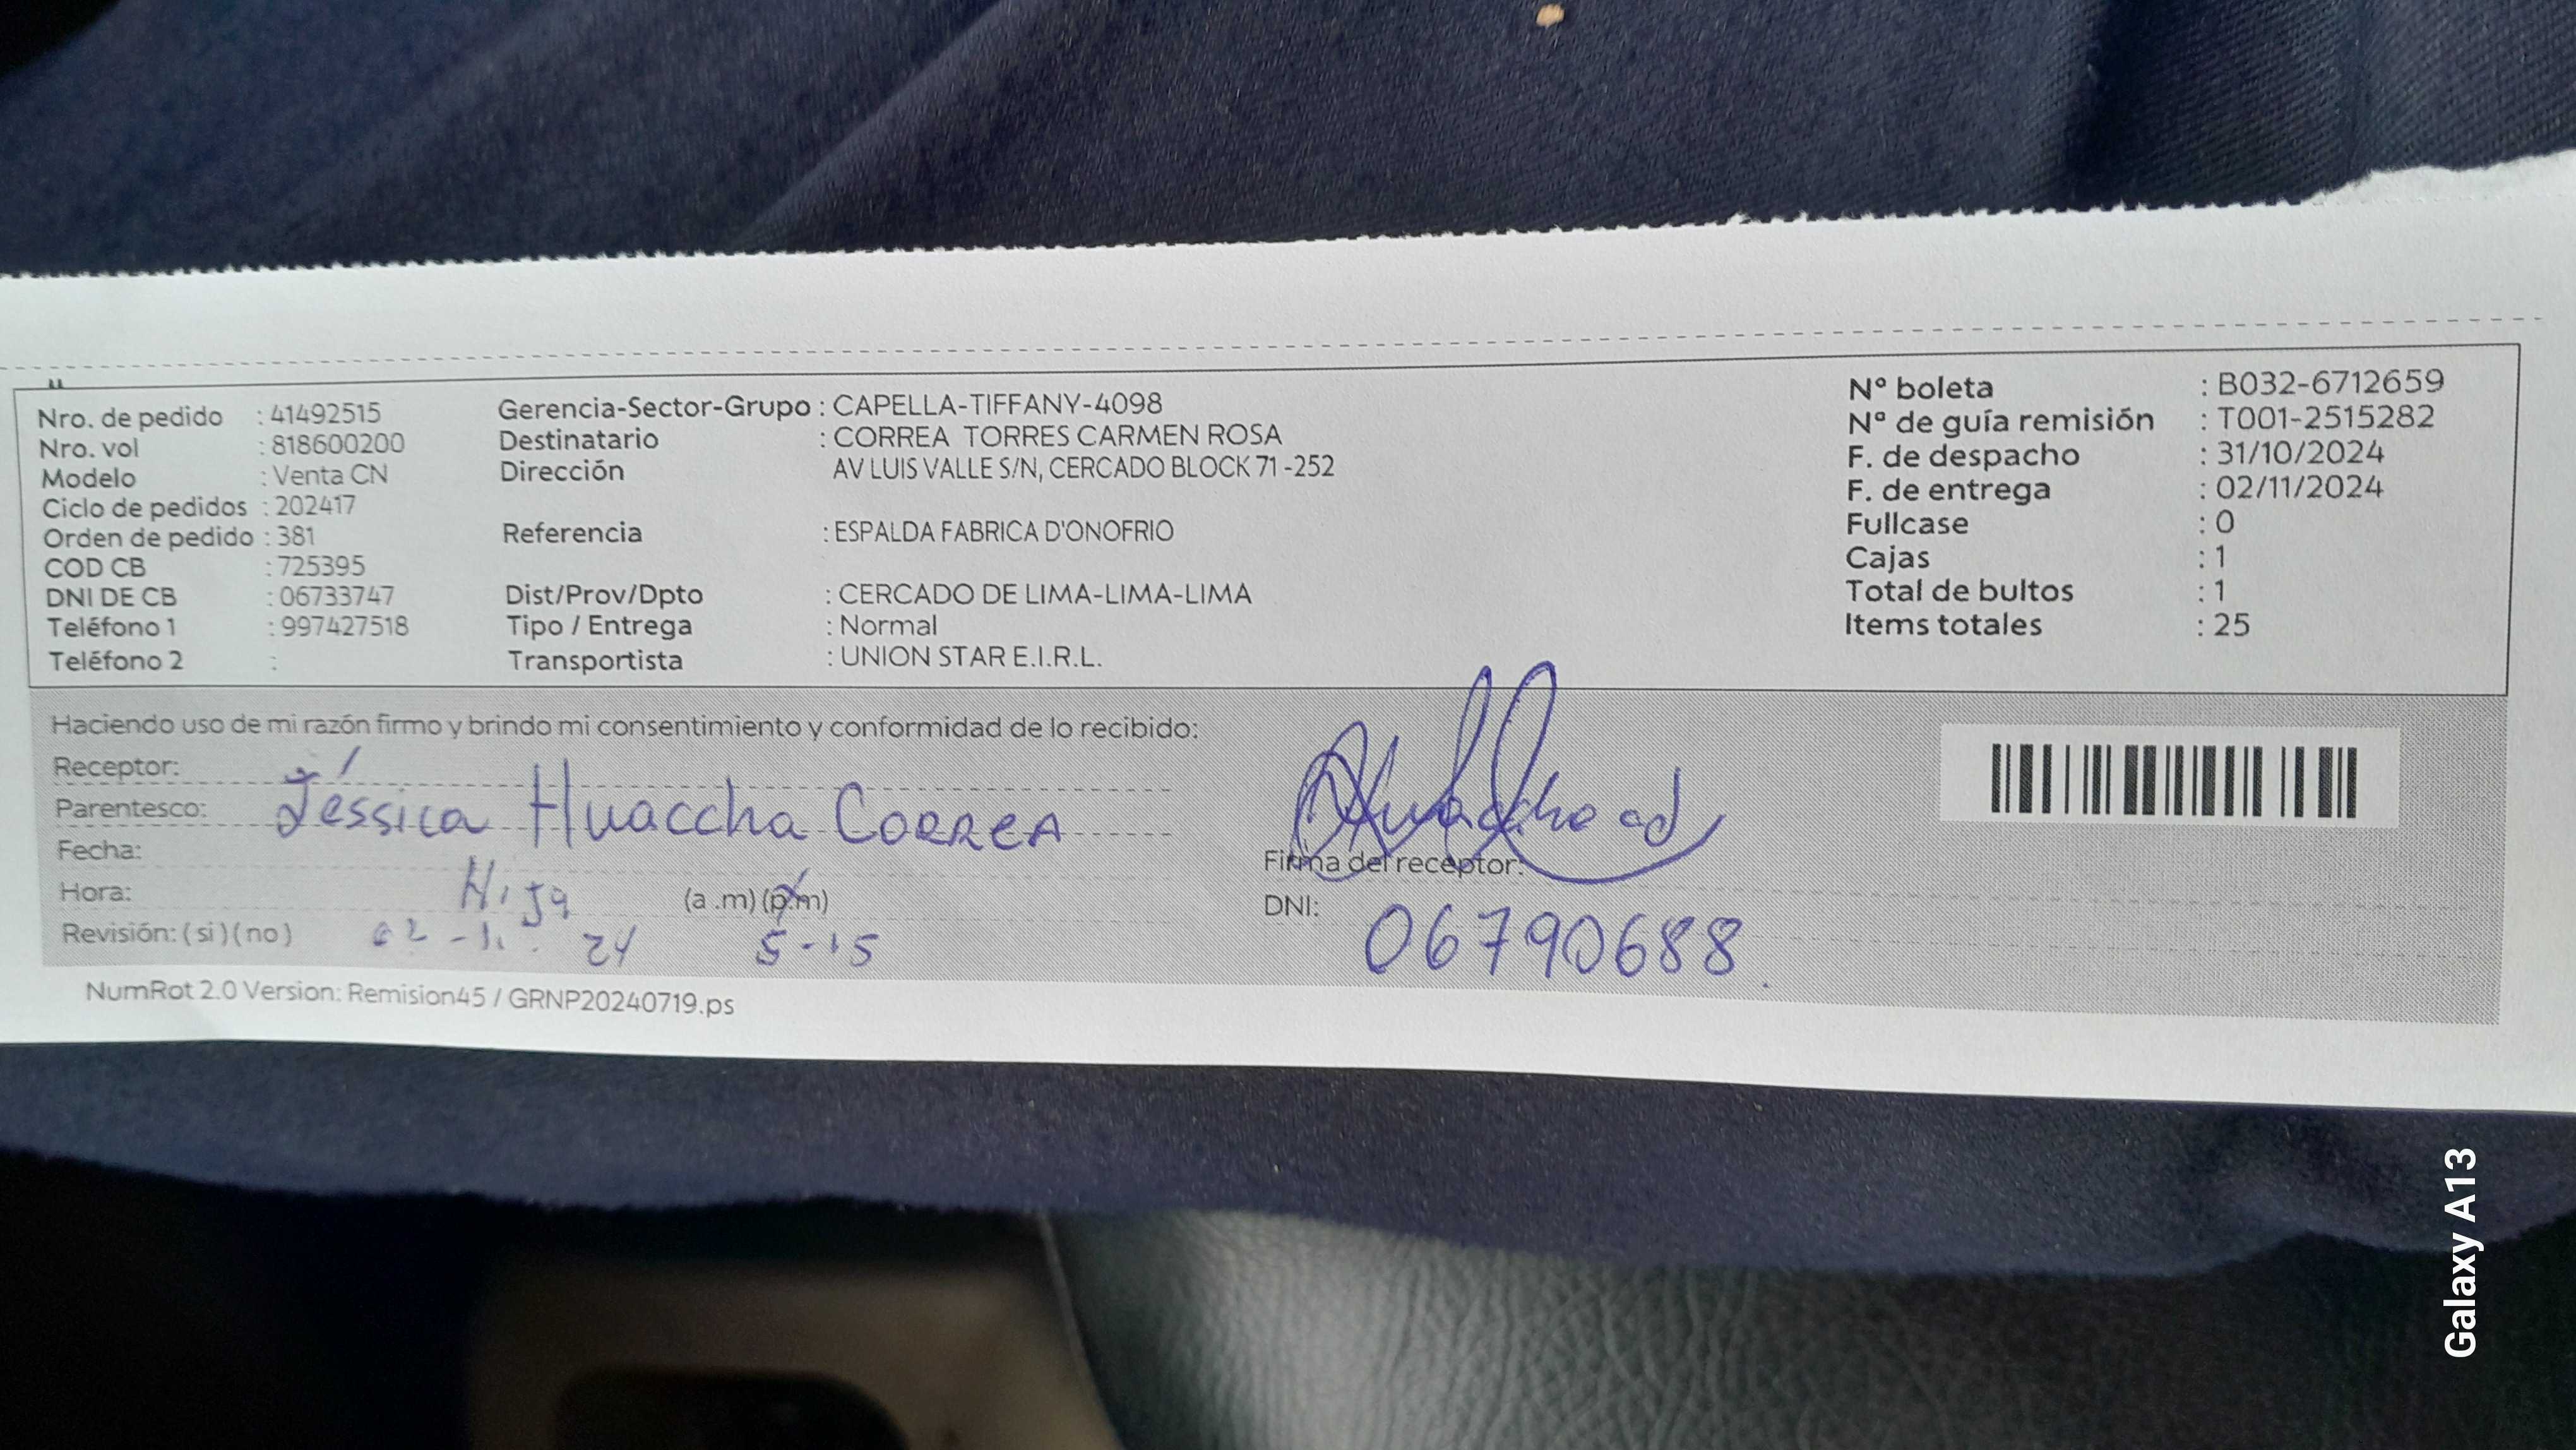 Nro. de pedido : 41492515
Nro. vol : 818600200
Modelo : Venta CN
Ciclo de pedidos : 202417
Orden de pedido : 381
COD CB : 725395
DNI DE CB : 06733747
Teléfono 1 : 997427518
Teléfono 2 :
Gerencia-Sector-Grupo : CAPELLA-TIFFANY-4098
Destinatario : CORREA TORRES CARMEN ROSA
Dirección AV LUIS VALLE S/N, CERCADO BLOCK 71 -252
Referencia : ESPALDA FABRICA D'ONOFRIO
Dist/Prov/Dpto : CERCADO DE LIMA-LIMA-LIMA
Tipo / Entrega : Normal
Transportista : UNION STAR E.I.R.L.
Nº boleta : B032-6712659
Nº de guía remisión : T001-2515282
F. de despacho : 31/10/2024
F. de entrega : 02/11/2024
Fullcase : 0
Cajas : 1
Total de bultos : 1
Items totales : 25
Haciendo uso de mi razón firmo y brindo mi consentimiento y conformidad de lo recibido:
Receptor:
Parentesco: Jéssica Huaccha CORREA
Fecha:
Hora: Hija (a .m) (p.m)
Revisión: ( si ) ( no ) 02 - 11 - 24 5-15
Firma del receptor:
DNI: 06790688
NumRot 2.0 Version: Remision45 / GRNP20240719.ps
Galaxy A13